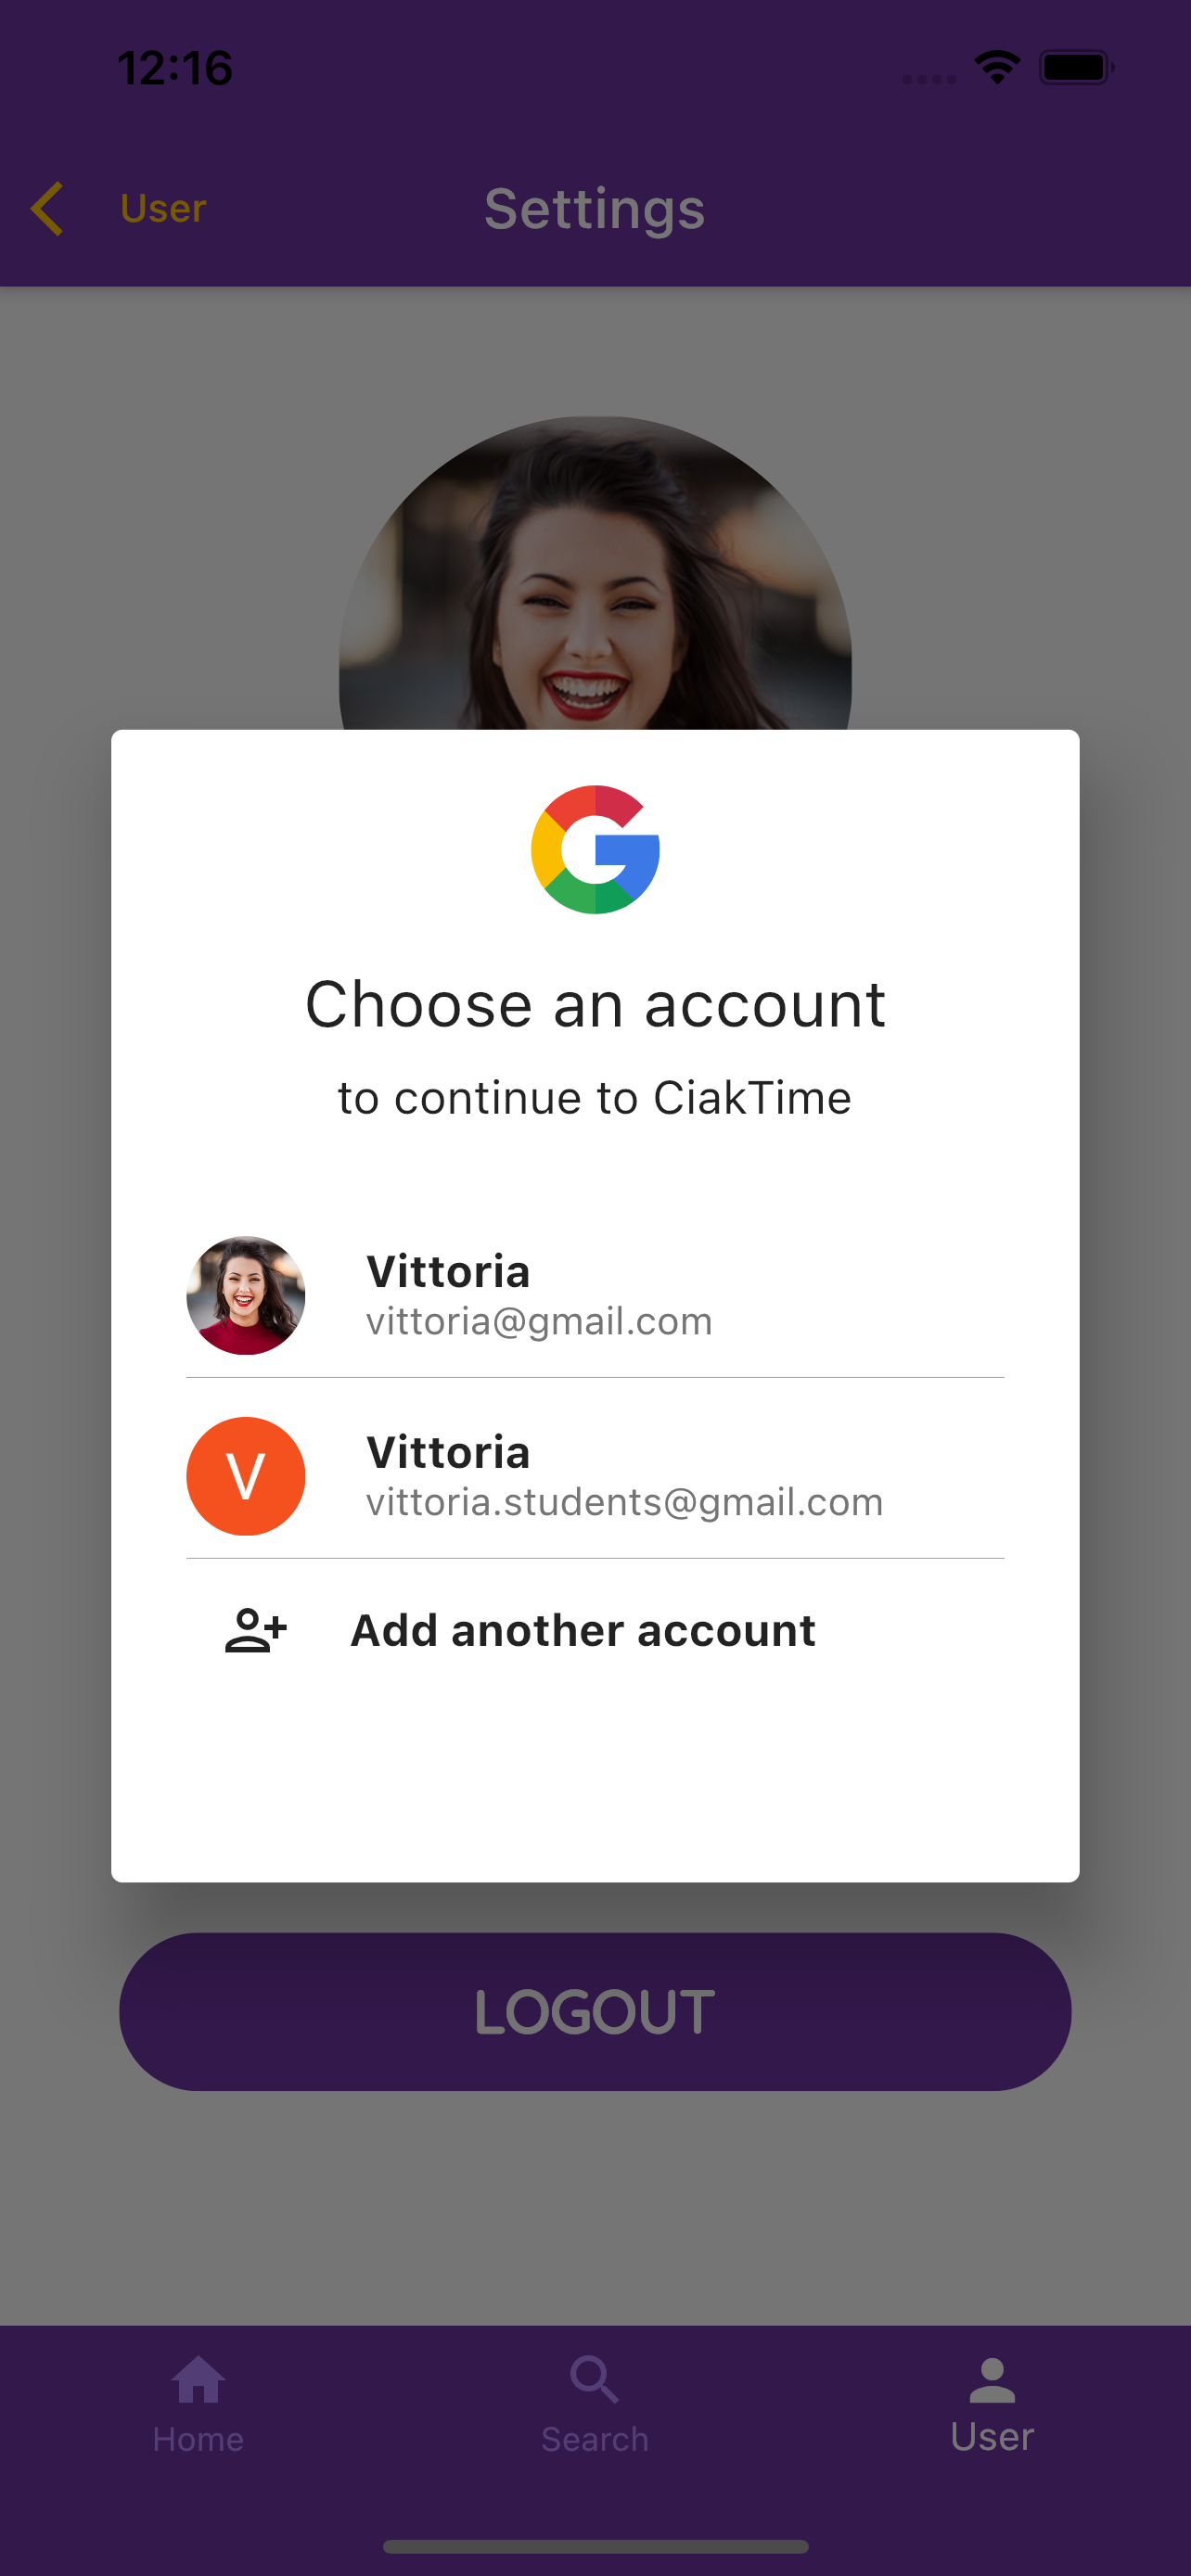 12:16
User
Settings
Choose an account
to continue to CiakTime
Vittoria
vittoria@gmail.com
V
Vittoria
vittoria.students@gmail.com
Add another account
LOGOUT
Home
Search
User